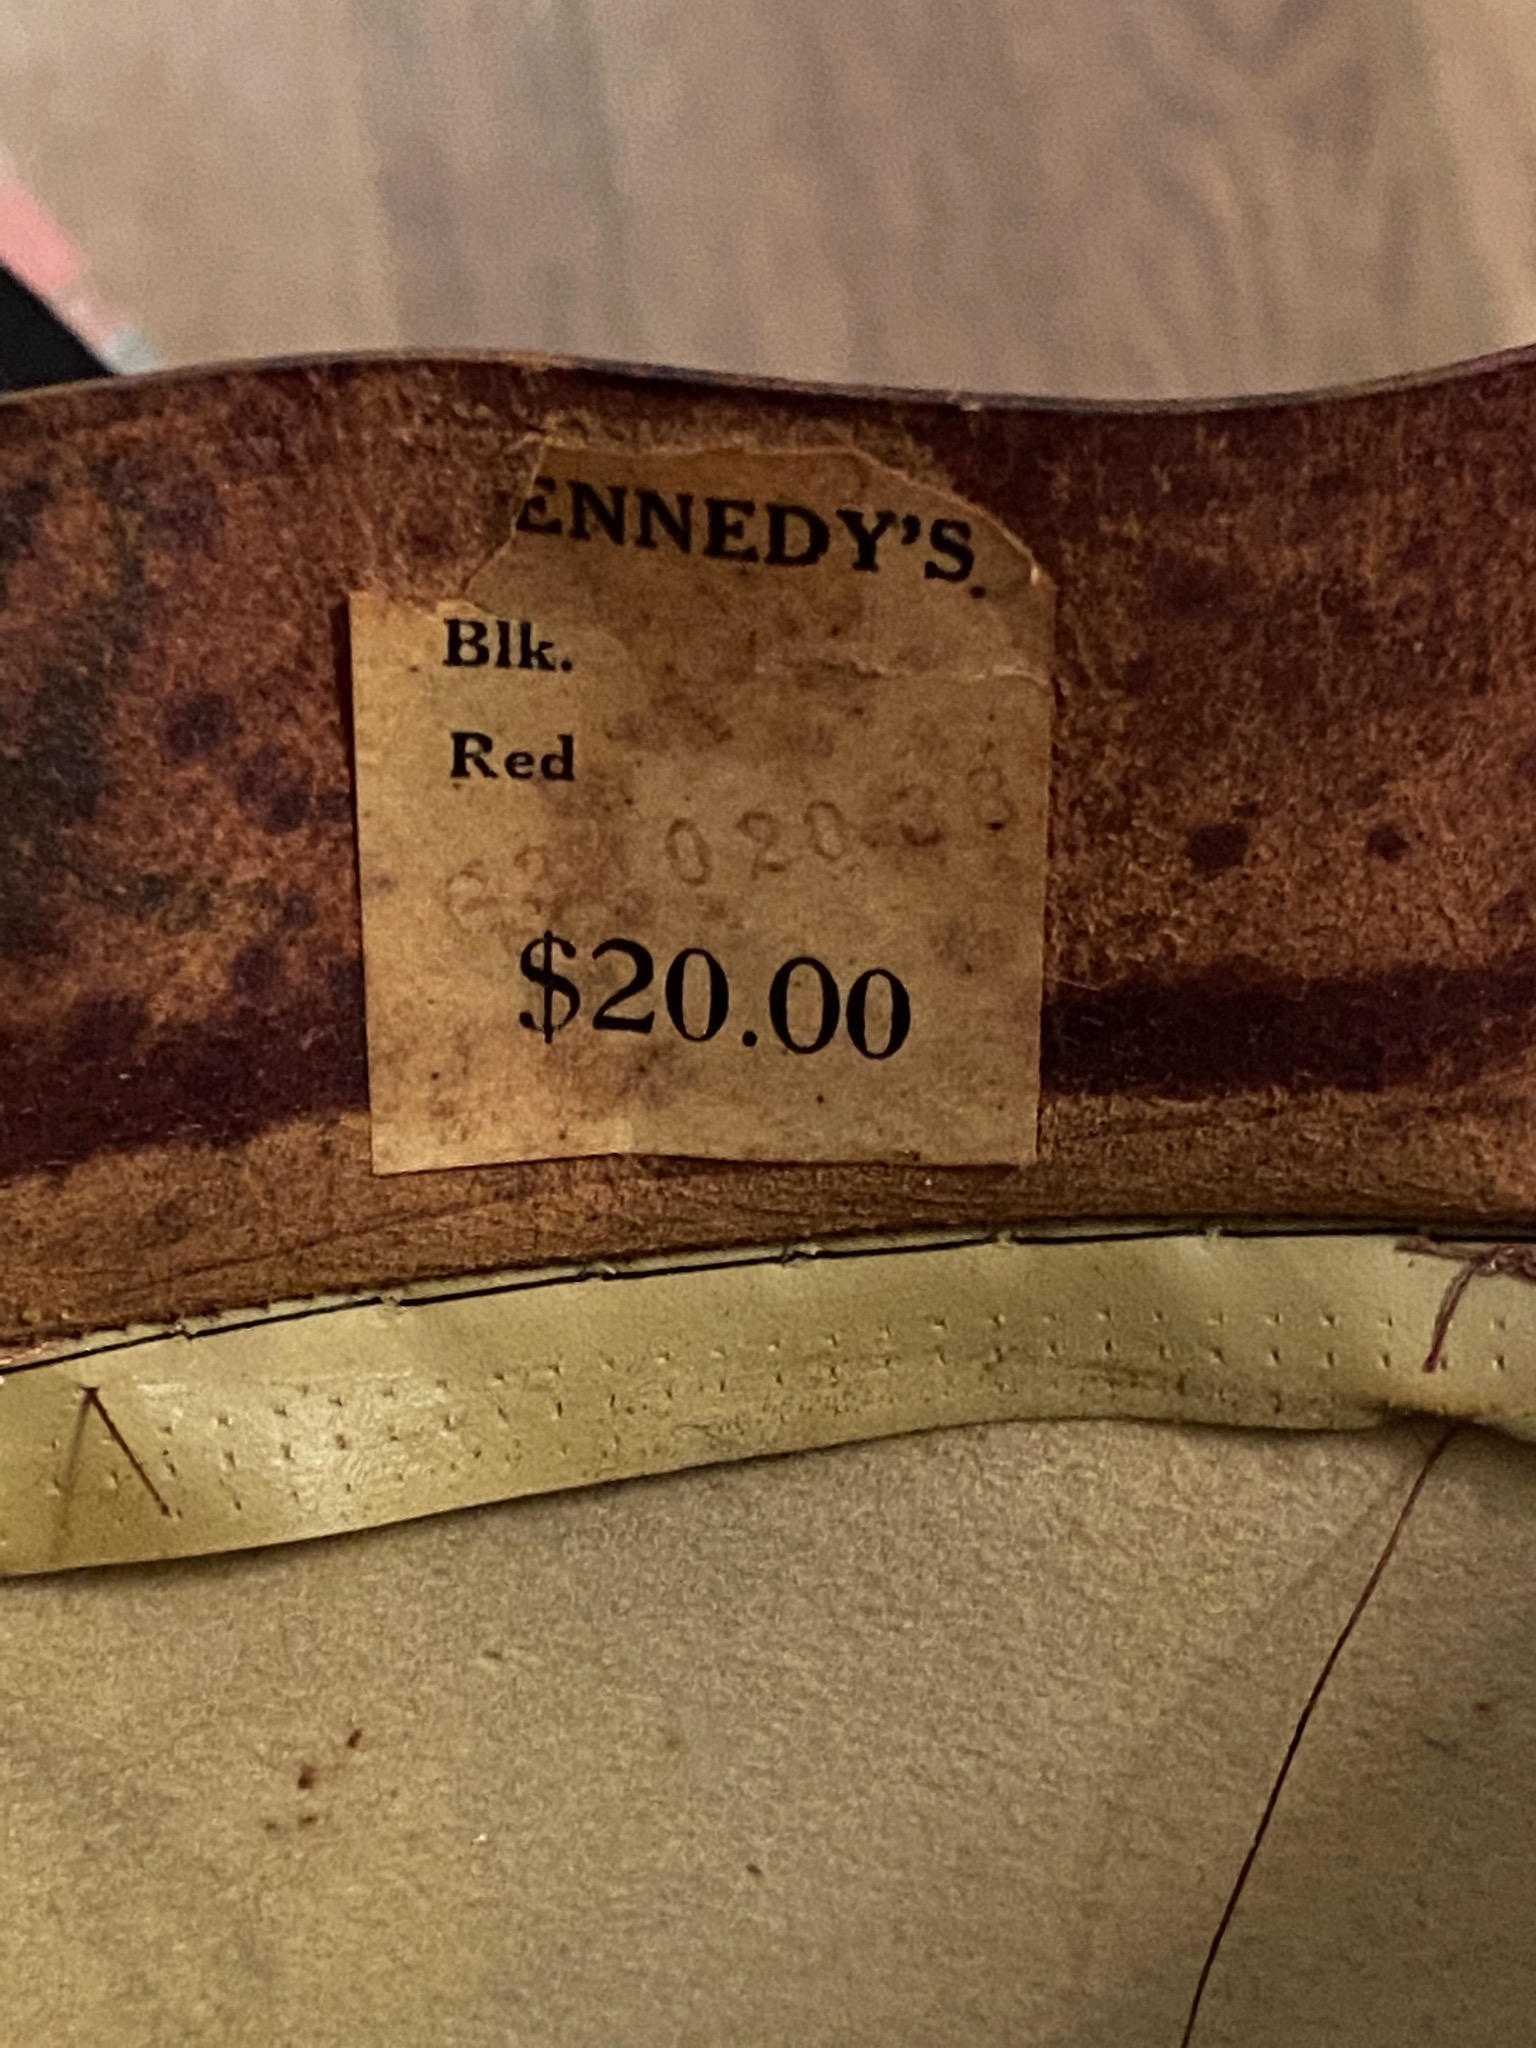 ENNEDY'S
Blk.
Red
$20.00